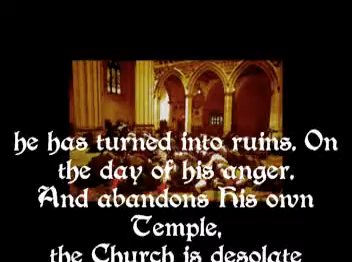 he has turned into ruins. On
the day of his anger.
And abandons His own
Temple,
the Church is desolate